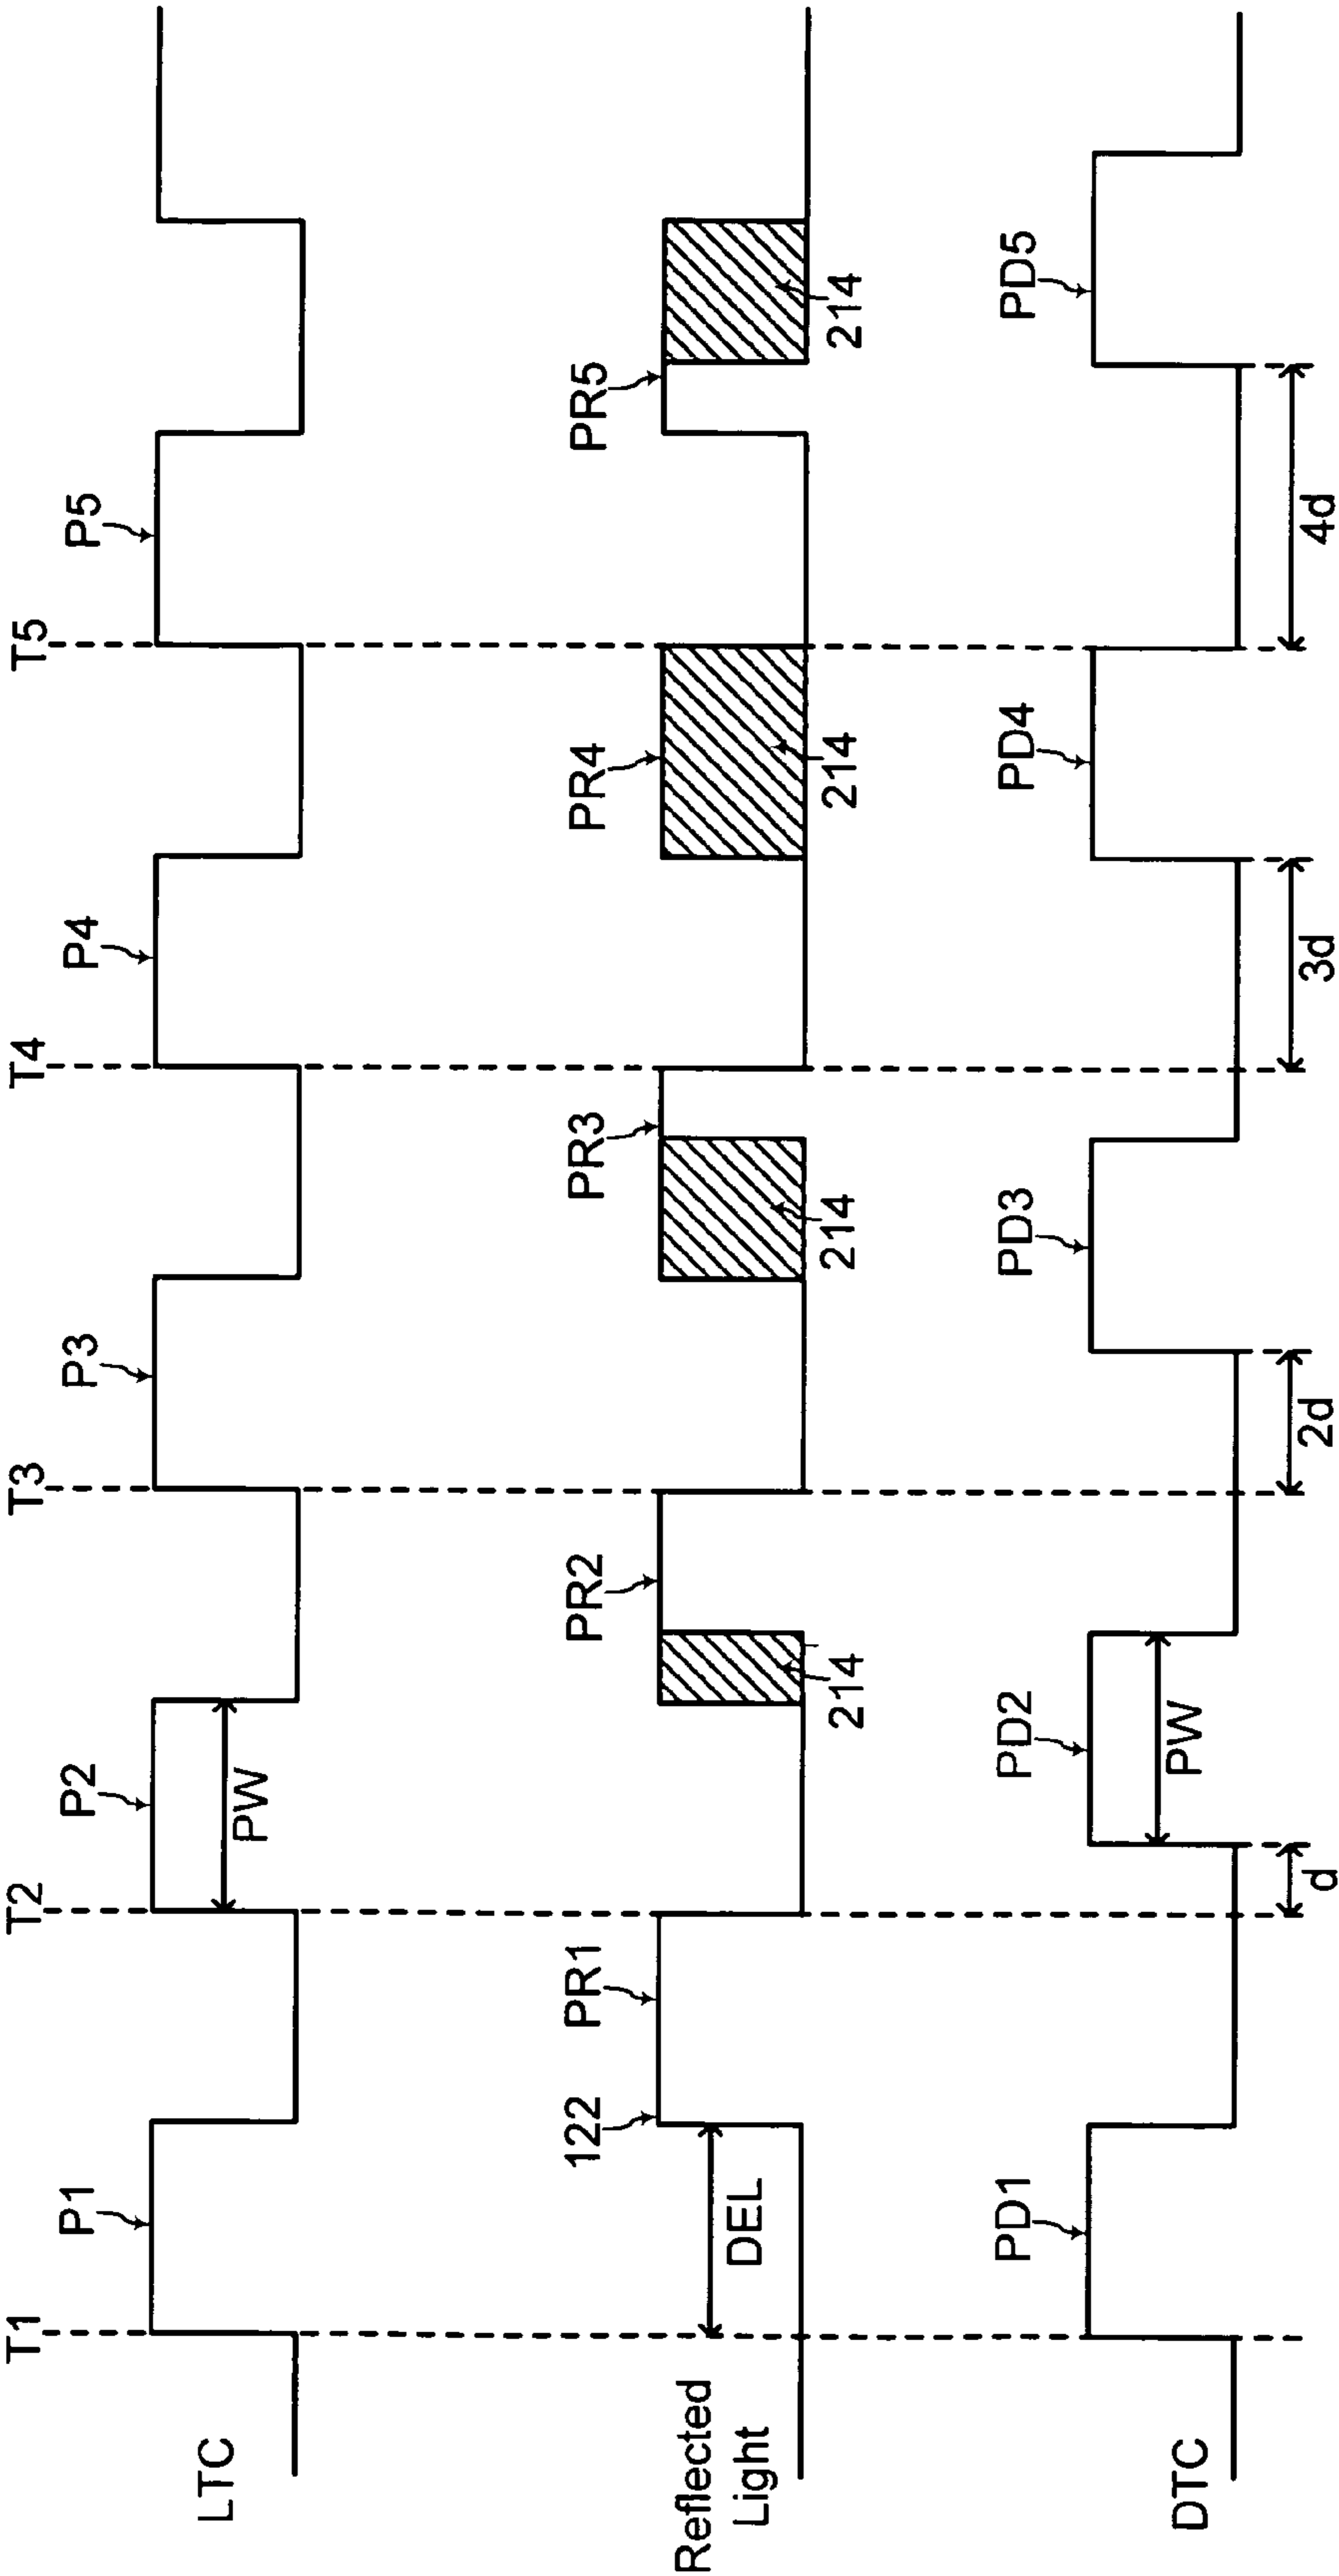 T1
T2
T3
T4
T5
LTC
P1
P2
P3
P4
P5
PW
Reflected
Light
122
PR1
PR2
PR3
PR4
PR5
DEL
214
214
214
214
DTC
PD1
PD2
PD3
PD4
PD5
PW
d
2d
3d
4d